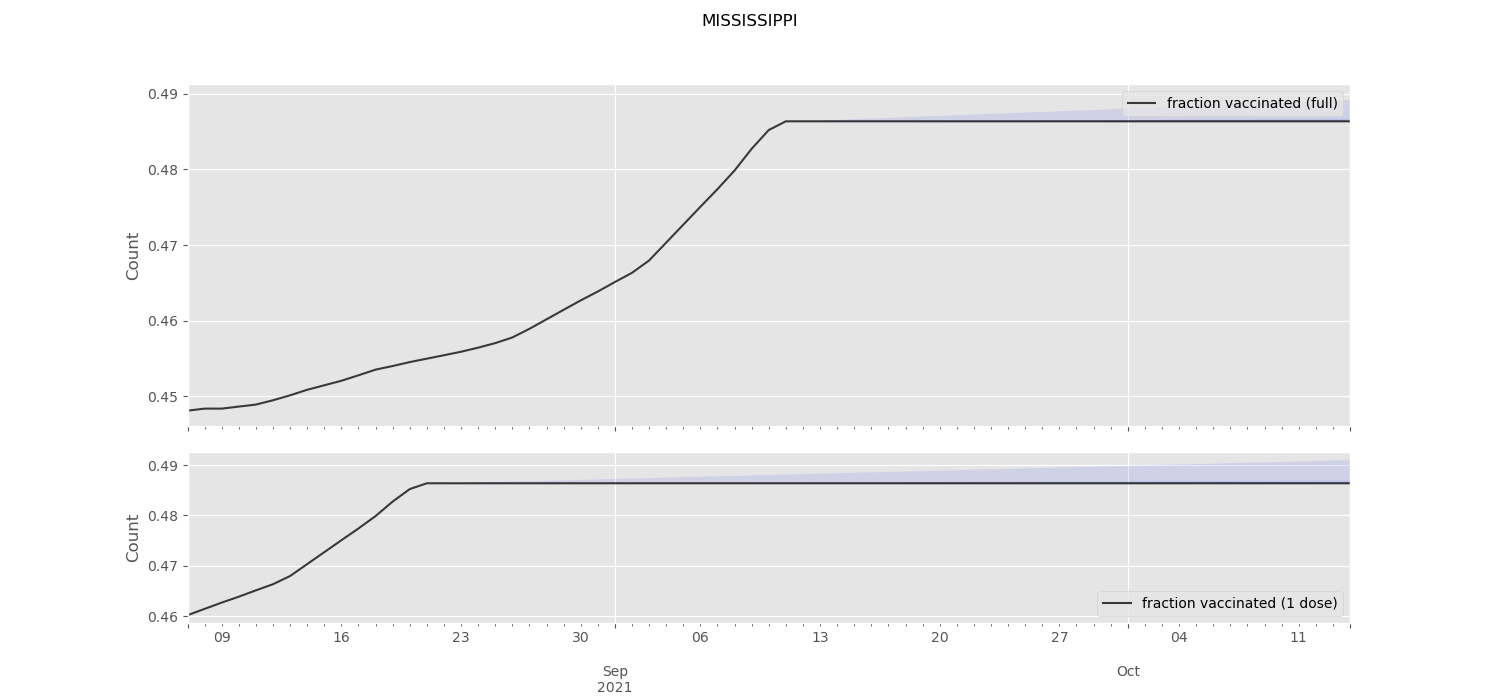 MISSISSIPPI
0.49
0.48
0.47
0.46
0.45
Count
fraction vaccinated (full)
0.49
0.48
0.47
0.46
Count
fraction vaccinated (1 dose)
09 16 23 30 06 13 20 27 04 11
Sep Oct
2021